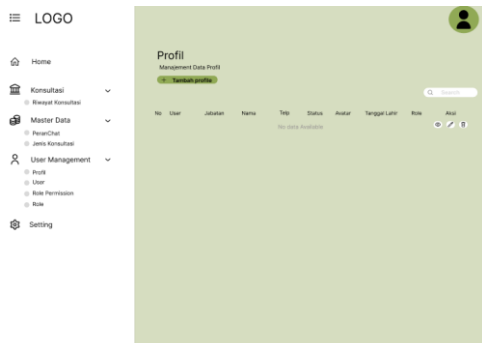 LOGO
Home
Konsultasi
Riwayat Konsultasi
Master Data
PeranChat
Jenis Konsultasi
User Management
Profil
User
Role Permission
Role
Setting
Profil
Manajement Data Profil
+ Tambah profile
Search
No User Jabatan Nama Telp Status Avatar Tanggal Lahir Role Aksi
No data Available